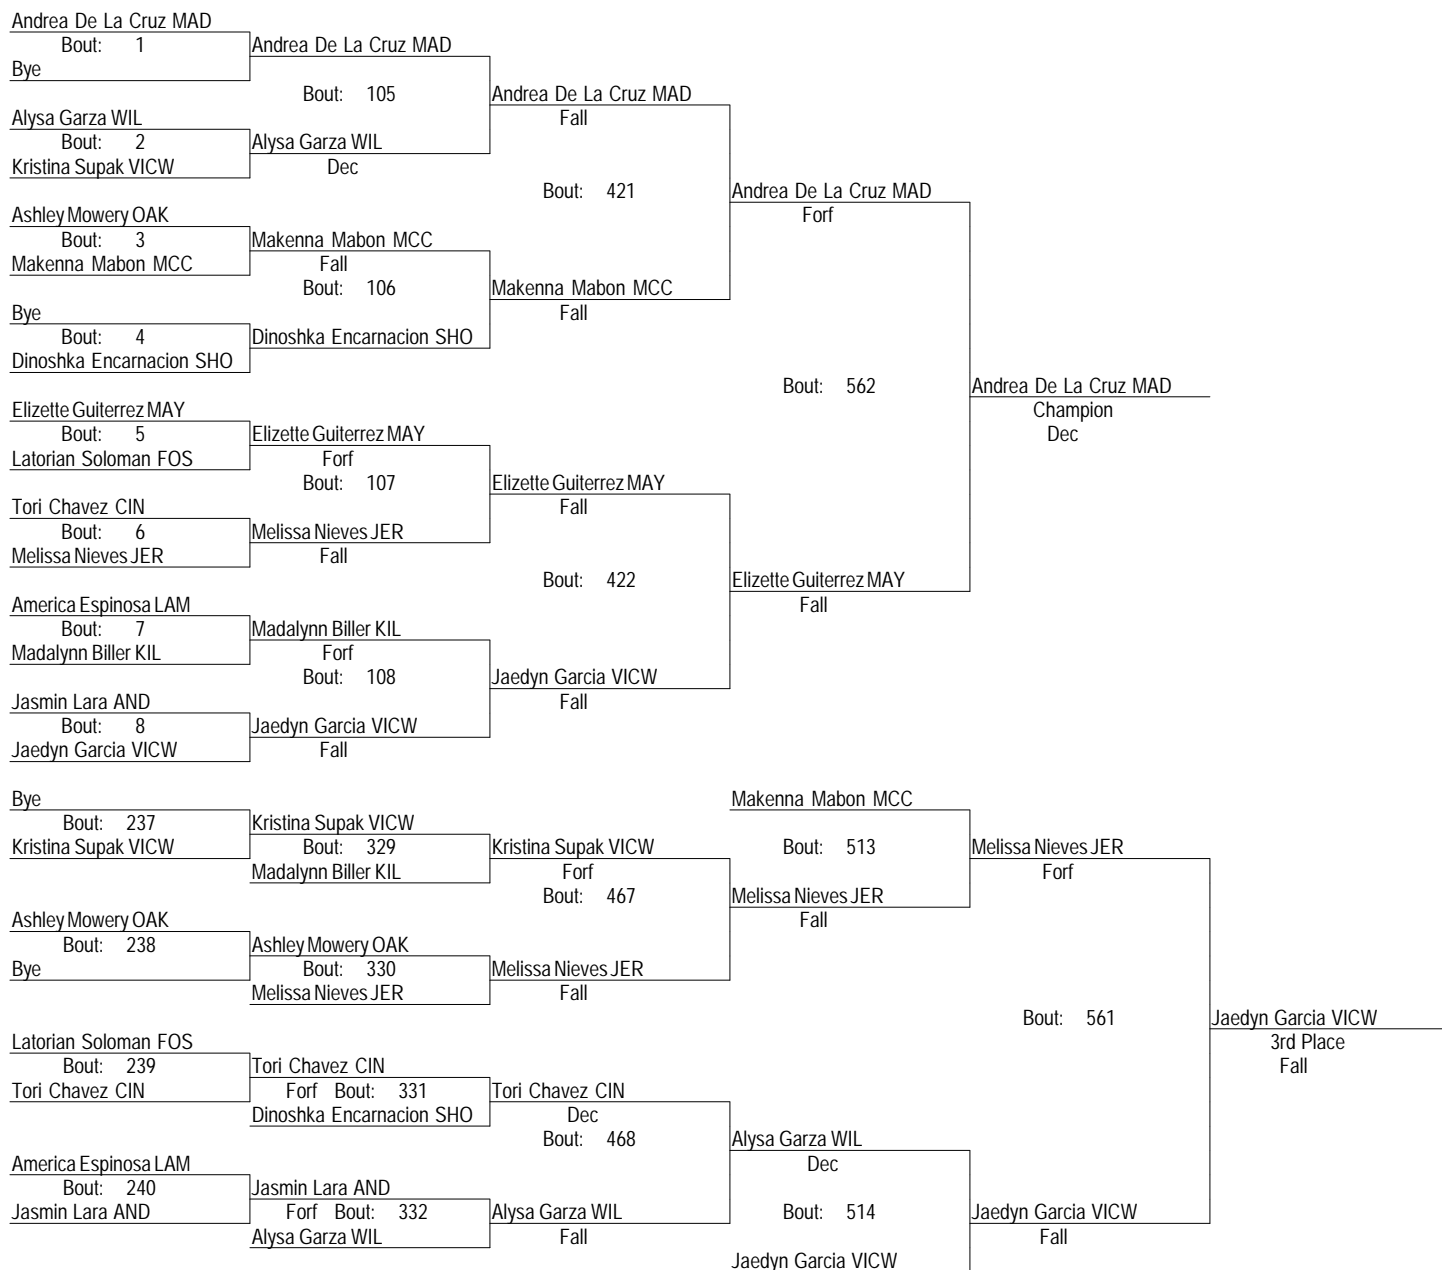 Andrea De La Cruz MAD
Bout: 1 Andrea De La Cruz MAD
Bye
Bout: 105 Andrea De La Cruz MAD
Alysa Garza WIL Fall
Bout: 2 Alysa Garza WIL
Kristina Supak VICW Dec
Bout: 421 Andrea De La Cruz MAD
Ashley Mowery OAK Forf
Bout: 3 Makenna Mabon MCC
Makenna Mabon MCC Fall
Bout: 106 Makenna Mabon MCC
Bye Fall
Bout: 4 Dinoshka Encarnacion SHO
Dinoshka Encarnacion SHO
Bout: 562 Andrea De La Cruz MAD
Elizette Guiterrez MAY Champion
Bout: 5 Elizette Guiterrez MAY Dec
Latorian Soloman FOS Forf
Bout: 107 Elizette Guiterrez MAY
Tori Chavez CIN Fall
Bout: 6 Melissa Nieves JER
Melissa Nieves JER Fall
Bout: 422 Elizette Guiterrez MAY
America Espinosa LAM Fall
Bout: 7 Madalynn Biller KIL
Madalynn Biller KIL Forf
Bout: 108 Jaedyn Garcia VICW
Jasmin Lara AND Fall
Bout: 8 Jaedyn Garcia VICW
Jaedyn Garcia VICW Fall
Bye Makenna Mabon MCC
Bout: 237 Kristina Supak VICW
Kristina Supak VICW Bout: 329 Kristina Supak VICW Bout: 513 Melissa Nieves JER
Madalynn Biller KIL Forf Forf
Bout: 467 Melissa Nieves JER
Ashley Mowery OAK Fall
Bout: 238 Ashley Mowery OAK
Bye Bout: 330 Melissa Nieves JER
Melissa Nieves JER Fall
Bout: 561 Jaedyn Garcia VICW
Latorian Soloman FOS 3rd Place
Bout: 239 Tori Chavez CIN Fall
Tori Chavez CIN Forf Bout: 331 Tori Chavez CIN
Dinoshka Encarnacion SHO Dec
Bout: 468 Alysa Garza WIL
America Espinosa LAM Dec
Bout: 240 Jasmin Lara AND
Jasmin Lara AND Forf Bout: 332 Alysa Garza WIL Bout: 514 Jaedyn Garcia VICW
Alysa Garza WIL Fall Fall
Jaedyn Garcia VICW